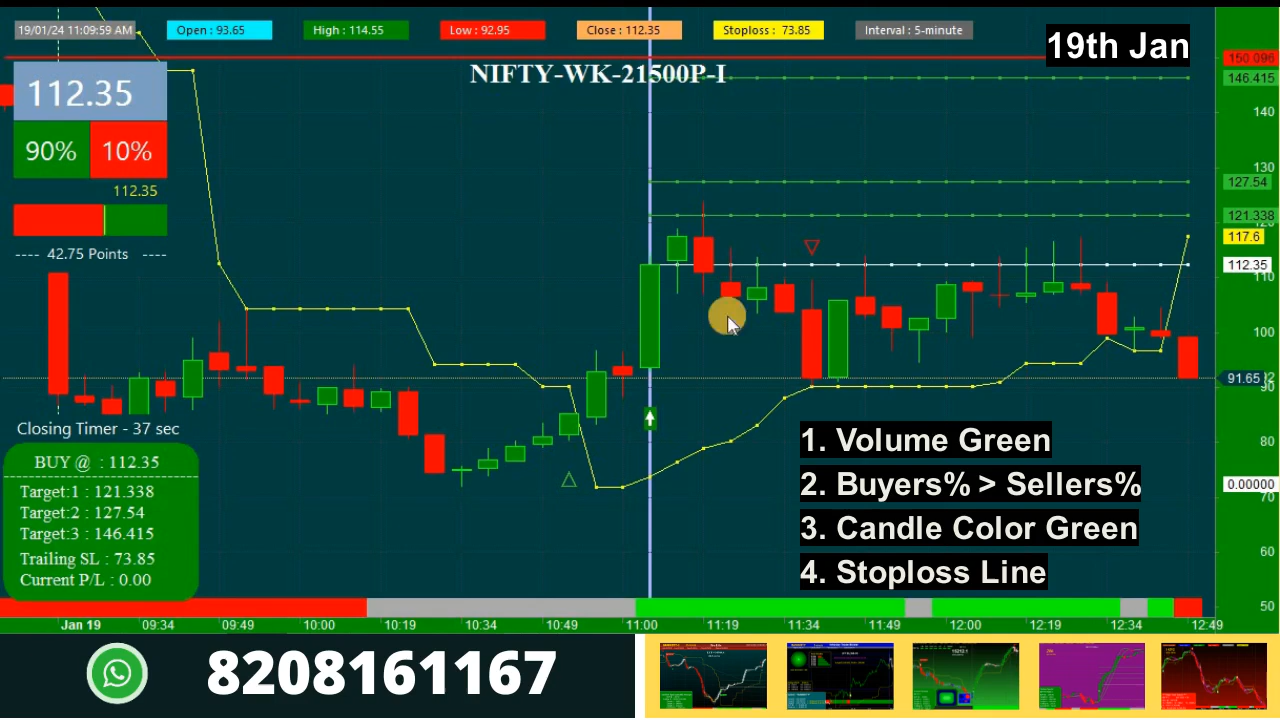 19/01/24 11:09:59 AM
Open : 93.65
High : 114.55
Low : 92.95
Close : 112.35
Stoploss : 73.85
Interval : 5-minute
19th Jan
NIFTY-WK-21500P-I
112.35
90%
10%
112.35
---- 42.75 Points ----
Closing Timer - 37 sec
BUY @ : 112.35
Target:1 : 121.338
Target:2 : 127.54
Target:3 : 146.415
Trailing SL : 73.85
Current P/L : 0.00
1. Volume Green
2. Buyers% > Sellers%
3. Candle Color Green
4. Stoploss Line
150.096
146.415
140
130
127.54
121.338
117.6
112.35
110
100
91.65
90
80
0.00000
70
60
50
Jan 19
09:34
09:49
10:00
10:19
10:34
10:49
11:00
11:19
11:34
11:49
12:00
12:19
12:34
12:49
8208161167